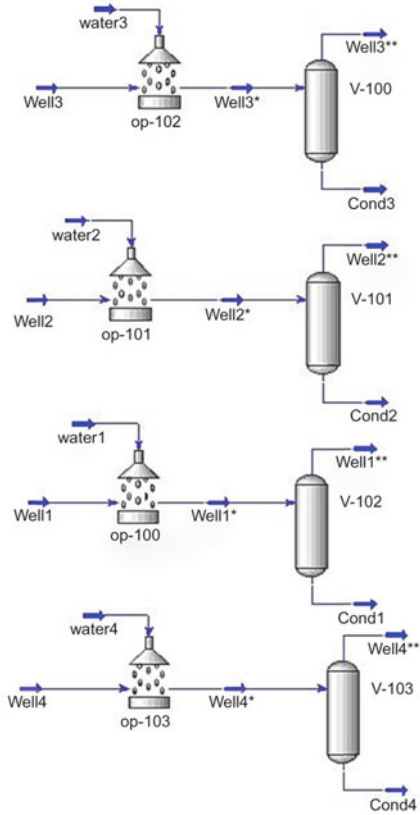 water3
Well3**
V-100
Well3
Well3*
op-102
Cond3
water2
Well2**
V-101
Well2
Well2*
op-101
Cond2
water1
Well1**
V-102
Well1
Well1*
op-100
Cond1
water4
Well4**
V-103
Well4
Well4*
op-103
Cond4